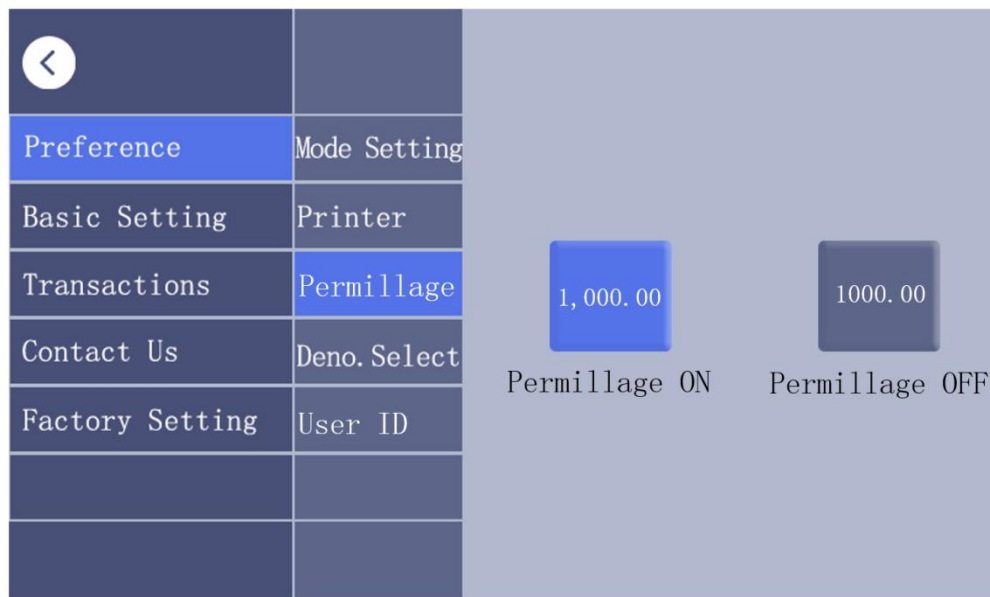 Preference
Mode Setting
Basic Setting
Printer
Transactions
Permillage
1,000.00
1000.00
Contact Us
Deno.Select
Permillage ON
Permillage OFF
Factory Setting
User ID